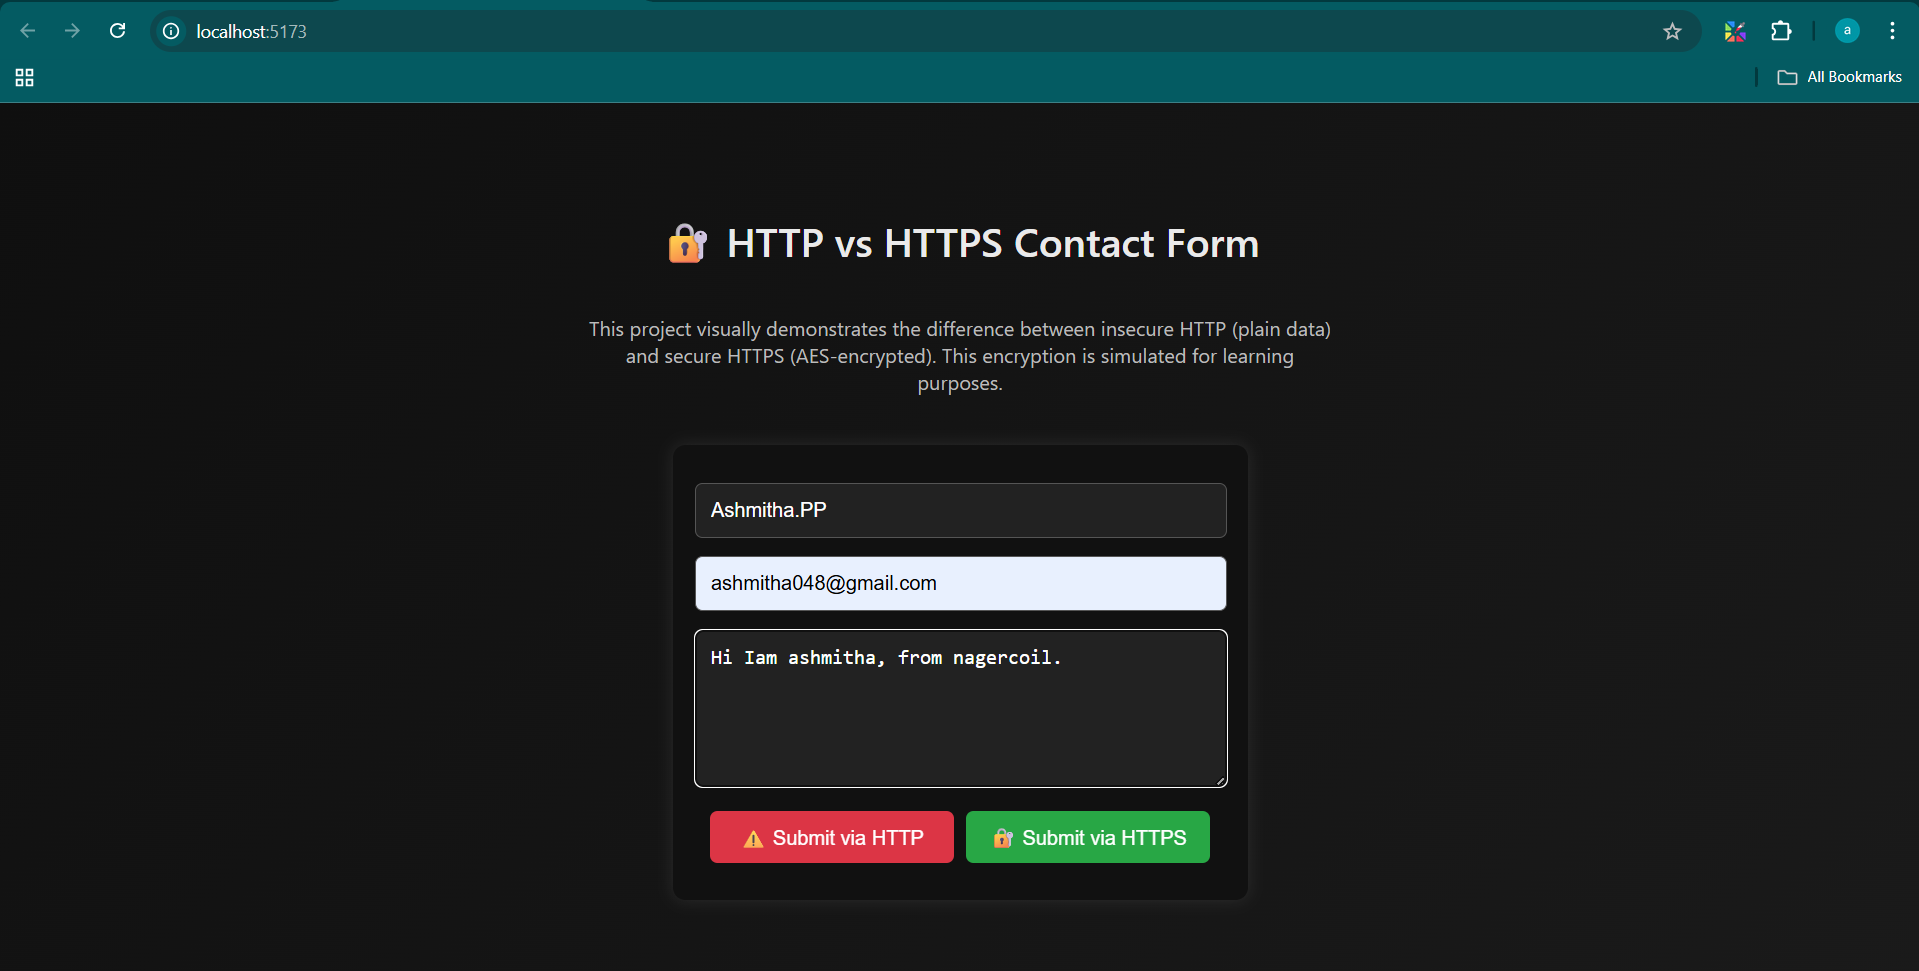 localhost:5173
a
All Bookmarks
HTTP vs HTTPS Contact Form
This project visually demonstrates the difference between insecure HTTP (plain data)
and secure HTTPS (AES-encrypted). This encryption is simulated for learning
purposes.
Ashmitha.PP
ashmitha048@gmail.com
Hi Iam ashmitha, from nagercoil.
Submit via HTTP
Submit via HTTPS